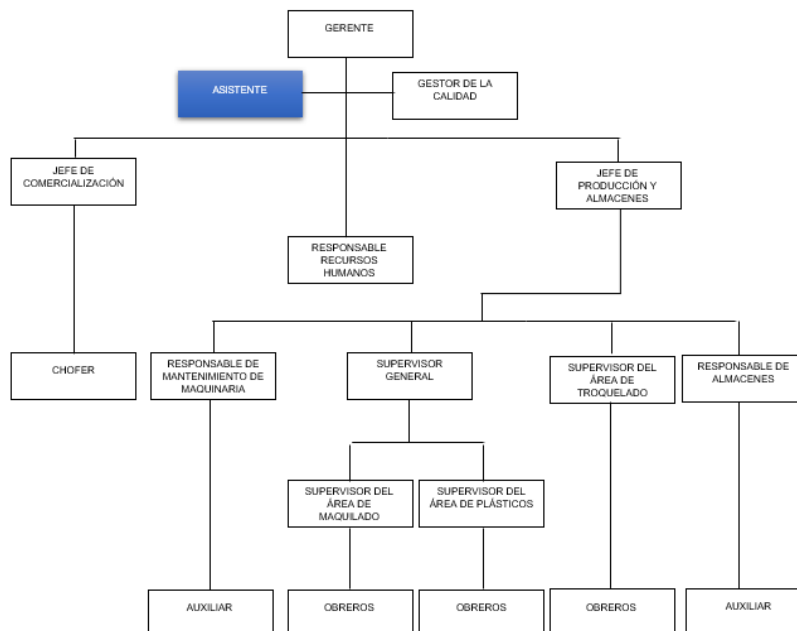 GERENTE
ASISTENTE
GESTOR DE LA
CALIDAD
JEFE DE
COMERCIALIZACIÓN
JEFE DE
PRODUCCIÓN Y
ALMACENES
RESPONSABLE
RECURSOS
HUMANOS
CHOFER
RESPONSABLE DE
MANTENIMIENTO DE
MAQUINARIA
SUPERVISOR
GENERAL
SUPERVISOR DEL
ÁREA DE
TROQUELADO
RESPONSABLE DE
ALMACENES
SUPERVISOR DEL
ÁREA DE
MAQUILADO
SUPERVISOR DEL
ÁREA DE PLÁSTICOS
AUXILIAR
OBREROS
OBREROS
OBREROS
AUXILIAR